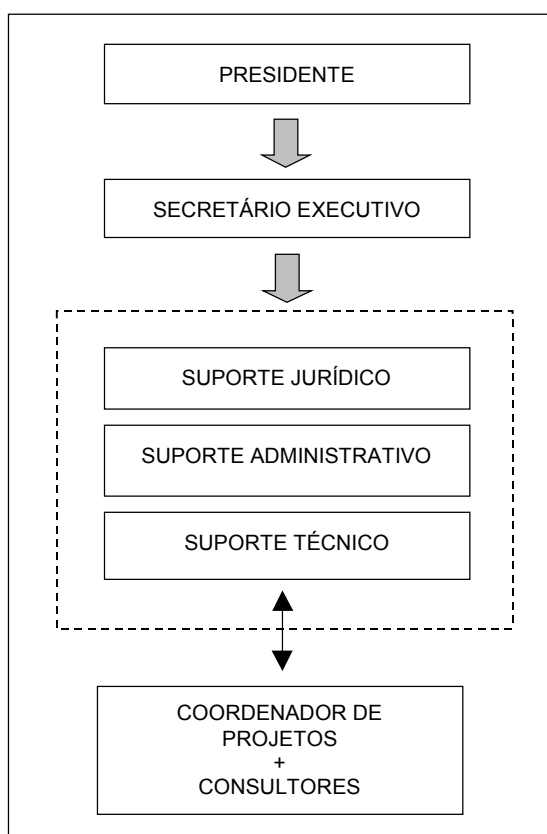 PRESIDENTE
SECRETÁRIO EXECUTIVO
SUPORTE JURÍDICO
SUPORTE ADMINISTRATIVO
SUPORTE TÉCNICO
COORDENADOR DE
PROJETOS
+
CONSULTORES